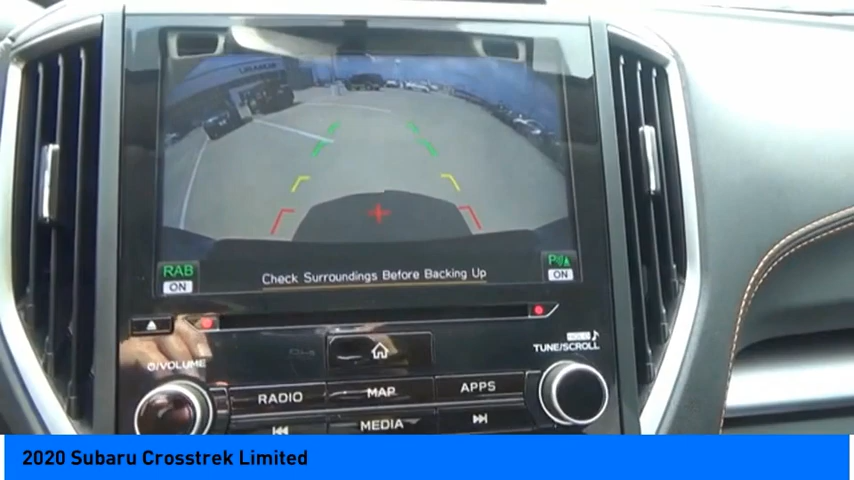 RAB
ON
Check Surroundings Before Backing Up
ON
VOLUME
TUNE/SCROLL
RADIO
MAP
APPS
MEDIA
2020 Subaru Crosstrek Limited